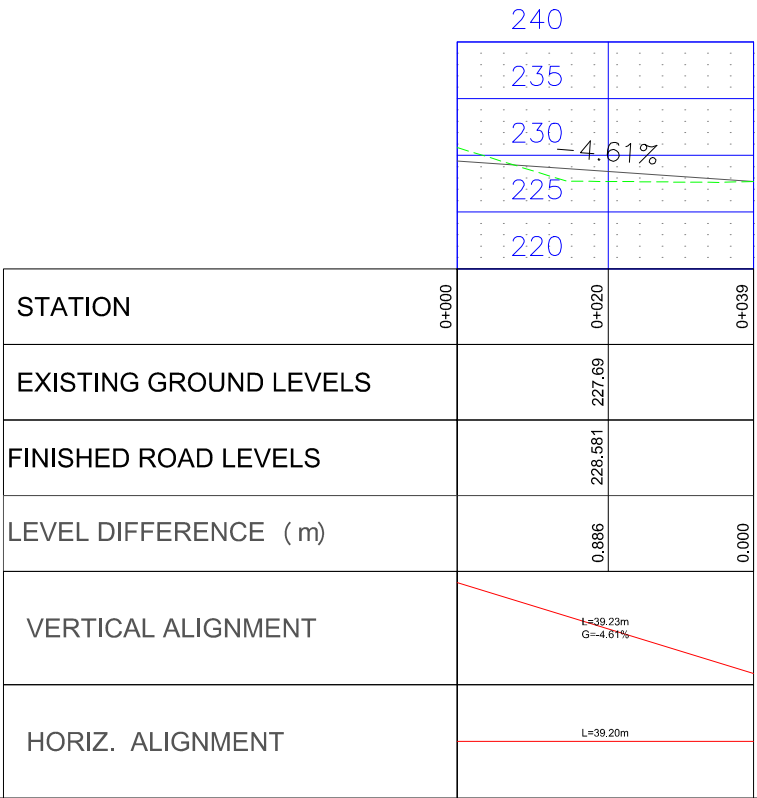 240
235
230
-4.61%
225
220
STATION 0+000 0+020 0+039
EXISTING GROUND LEVELS 227.69
FINISHED ROAD LEVELS 228.581
LEVEL DIFFERENCE ( m) 0.886 0.000
VERTICAL ALIGNMENT
L=39.23m
G=-4.61%
HORIZ. ALIGNMENT
L=39.20m